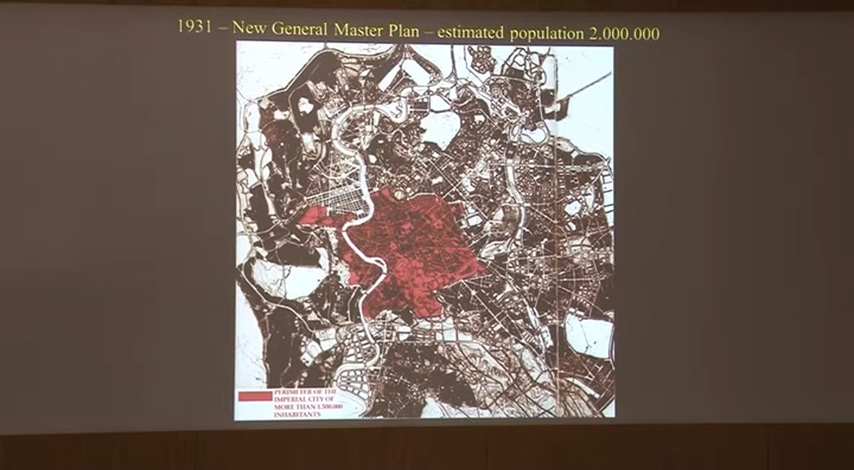 1931 – New General Master Plan – estimated population 2.000.000
PERIMETER OF THE
IMPERIAL CITY OF
MORE THAN 1.500.000
INHABITANTS